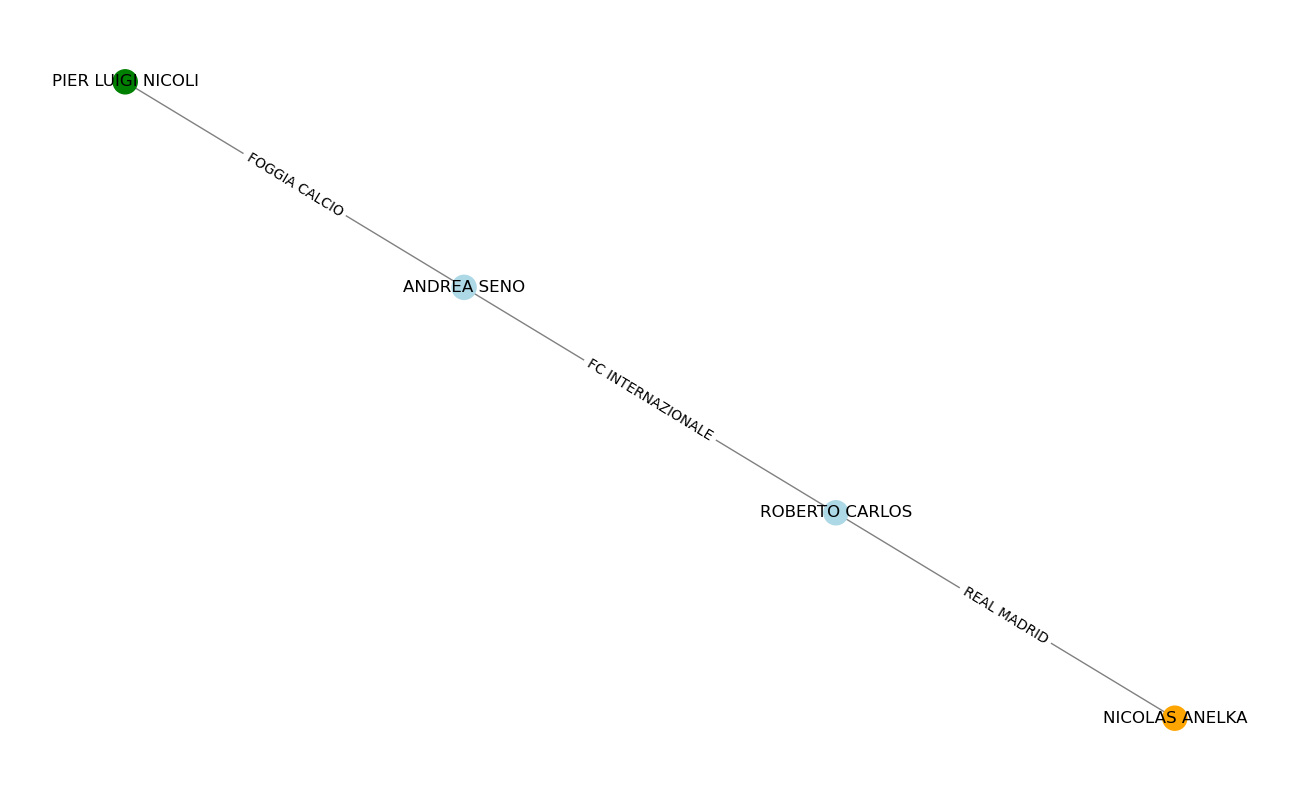 PIER LUIGI NICOLI
FOGGIA CALCIO
ANDREA SENO
FC INTERNAZIONALE
ROBERTO CARLOS
REAL MADRID
NICOLAS ANELKA